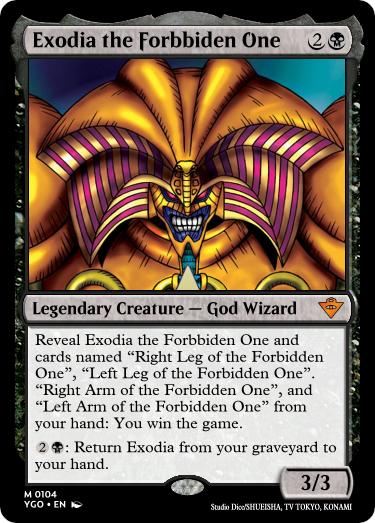 Exodia the Forbbiden One 2
Legendary Creature — God Wizard
Reveal Exodia the Forbbiden One and
cards named “Right Leg of the Forbidden
One”, “Left Leg of the Forbidden One”.
“Right Arm of the Forbidden One”, and
“Left Arm of the Forbidden One” from
your hand: You win the game.
2 : Return Exodia from your graveyard to
your hand.
3/3
M 0104
YGO • EN
Studio Dice/SHUEISHA, TV TOKYO, KONAMI